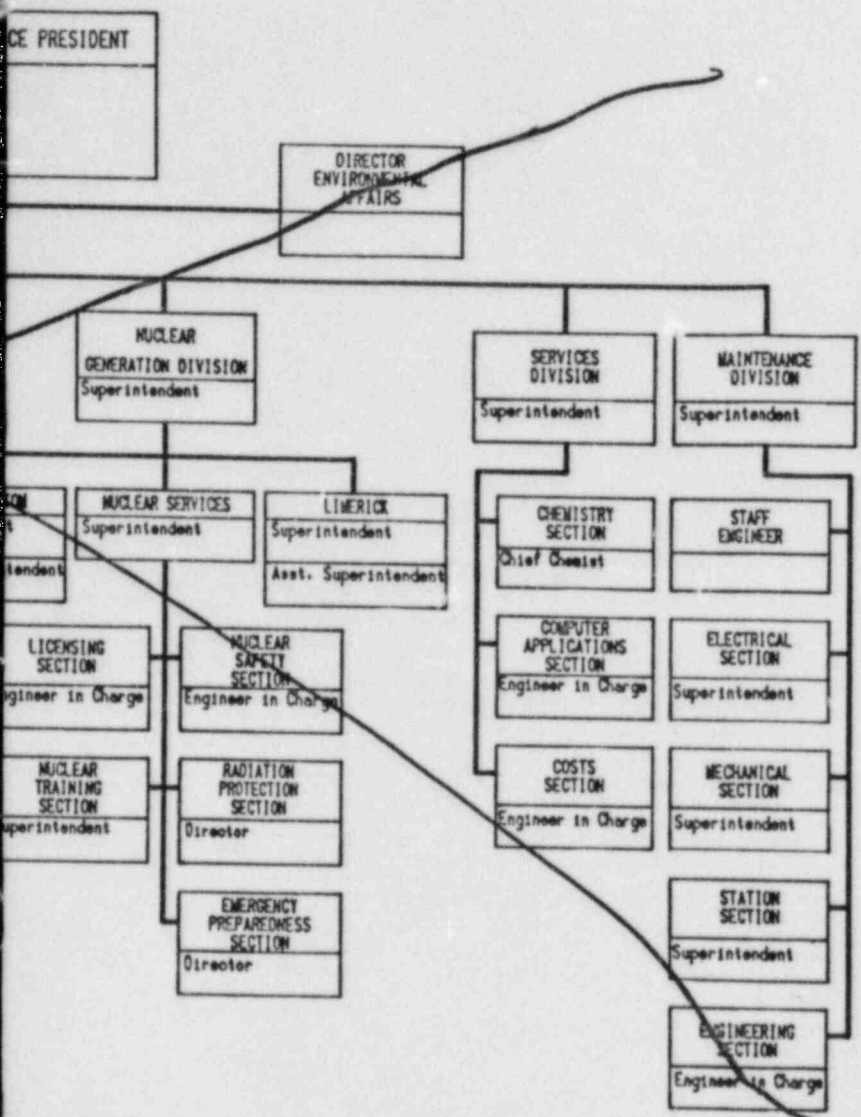 CE PRESIDENT
DIRECTOR
ENVIRONMENTAL
AFFAIRS
NUCLEAR
GENERATION DIVISION
Superintendent
SERVICES
DIVISION
Superintendent
MAINTENANCE
DIVISION
Superintendent
tendent
NUCLEAR SERVICES
Superintendent
LIMERICK
Superintendent
Asst. Superintendent
CHEMISTRY
SECTION
Chief Chemist
STAFF
ENGINEER
LICENSING
SECTION
ngineer in Charge
NUCLEAR
SAFETY
SECTION
Engineer in Charge
COMPUTER
APPLICATIONS
SECTION
Engineer in Charge
ELECTRICAL
SECTION
Superintendent
NUCLEAR
TRAINING
SECTION
uperintendent
RADIATION
PROTECTION
SECTION
Director
COSTS
SECTION
Engineer in Charge
MECHANICAL
SECTION
Superintendent
EMERGENCY
PREPAREDNESS
SECTION
Director
STATION
SECTION
Superintendent
ENGINEERING
SECTION
Engineer in Charge